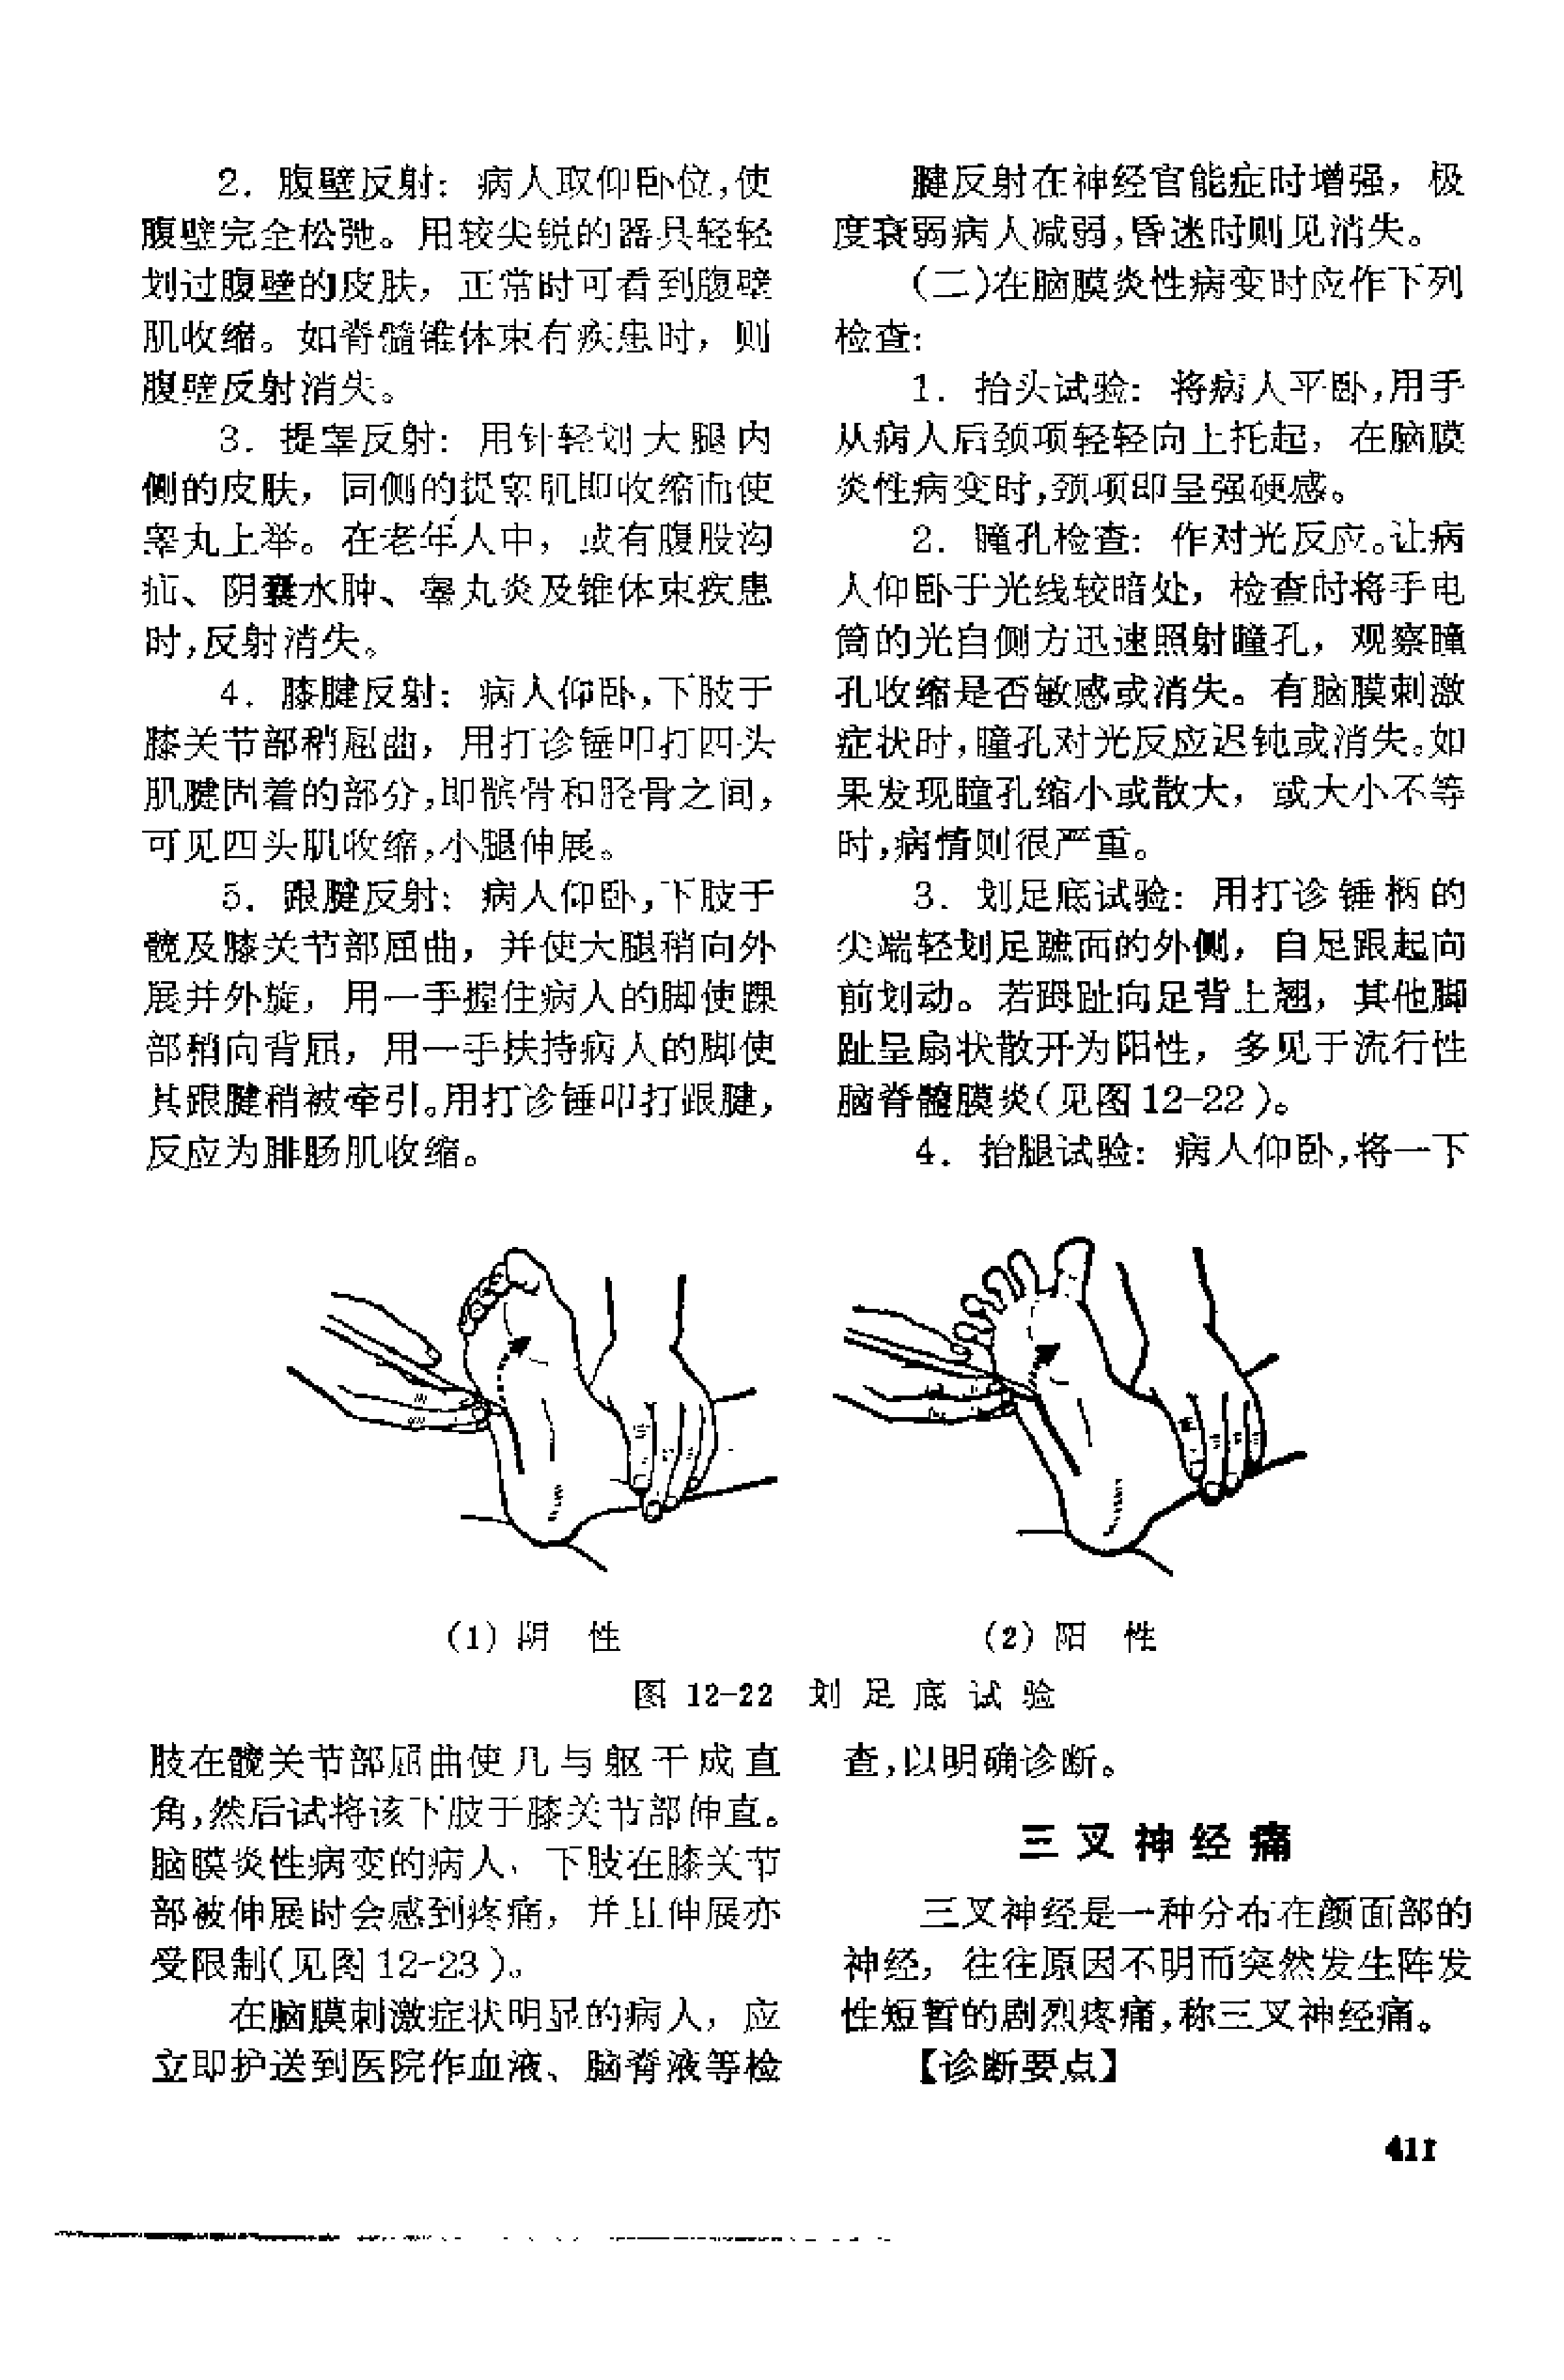 2. 腹壁反射: 病人取仰卧位,使
腹壁完全松弛。用较尖锐的器具轻轻
划过腹壁的皮肤, 正常时可看到腹壁
肌收缩。如脊髓锥体束有疾患时, 则
腹壁反射消失。
3. 提睾反射: 用针轻划大腿内
侧的皮肤, 同侧的提睾肌即收缩而使
睾丸上举。在老年人中, 或有腹股沟
疝、阴囊水肿、睾丸炎及锥体束疾患
时,反射消失。
4. 膝腱反射: 病人仰卧,下肢于
膝关节部稍屈曲, 用打诊锤叩打四头
肌腱固着的部分,即髌骨和胫骨之间,
可见四头肌收缩,小腿伸展。
5. 跟腱反射: 病人仰卧,下肢于
髋及膝关节部屈曲, 并使大腿稍向外
展并外旋, 用一手握住病人的脚使踝
部稍向背屈, 用一手扶持病人的脚使
其跟腱稍被牵引。用打诊锤叩打跟腱,
反应为腓肠肌收缩。
腱反射在神经官能症时增强, 极
度衰弱病人减弱,昏迷时则见消失。
(二)在脑膜炎性病变时应作下列
检查:
1. 抬头试验: 将病人平卧,用手
从病人后颈项轻轻向上托起, 在脑膜
炎性病变时,颈项即呈强硬感。
2. 瞳孔检查: 作对光反应。让病
人仰卧于光线较暗处, 检查时将手电
筒的光自侧方迅速照射瞳孔, 观察瞳
孔收缩是否敏感或消失。有脑膜刺激
症状时,瞳孔对光反应迟钝或消失。如
果发现瞳孔缩小或散大, 或大小不等
时,病情则很严重。
3. 划足底试验: 用打诊锤柄的
尖端轻划足蹠面的外侧, 自足跟起向
前划动。若踇趾向足背上翘, 其他脚
趾呈扇状散开为阳性, 多见于流行性
脑脊髓膜炎(见图12-22)。
4. 抬腿试验: 病人仰卧,将一下
(1) 阴 性
(2) 阳 性
图 12-22 划足底试验
肢在髋关节部屈曲使几与躯干成直
角,然后试将该下肢于膝关节部伸直。
脑膜炎性病变的病人, 下肢在膝关节
部被伸展时会感到疼痛, 并且伸展亦
受限制(见图12-23)。
在脑膜刺激症状明显的病人, 应
立即护送到医院作血液、脑脊液等检
查,以明确诊断。
三叉神经痛
三叉神经是一种分布在颜面部的
神经, 往往原因不明而突然发生阵发
性短暂的剧烈疼痛,称三叉神经痛。
【诊断要点】
411